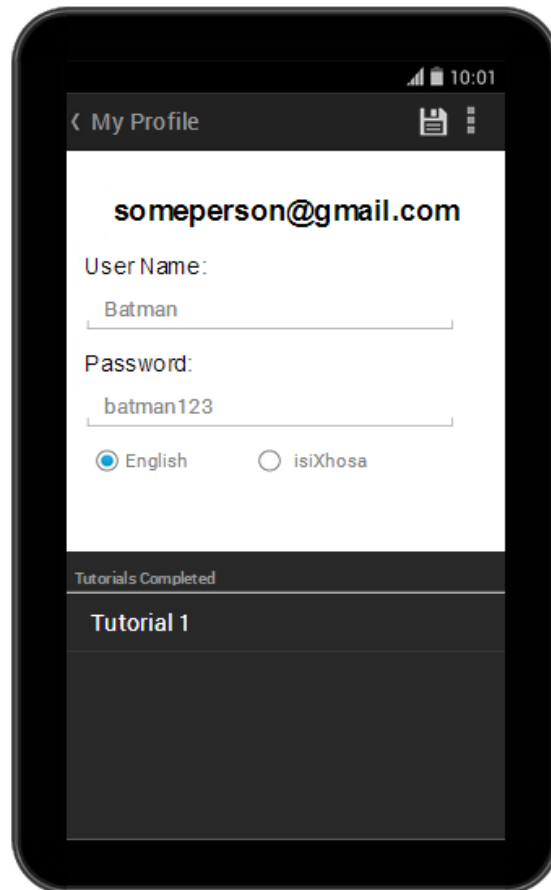 10:01
My Profile
someperson@gmail.com
User Name:
Batman
Password:
batman123
English isiXhosa
Tutorials Completed
Tutorial 1